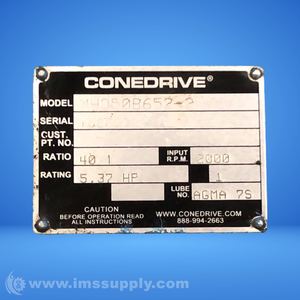 CONEDRIVE®
MODEL
SERIAL
CUST. PT. NO.
RATIO 40 1 INPUT R.P.M. 2000
RATING 5.37 HP 1
LUBE NO. AGMA 7S
CAUTION
BEFORE OPERATION READ ALL INSTRUCTIONS
WWW.CONEDRIVE.COM
888-994-2663
© www.imssupply.com/